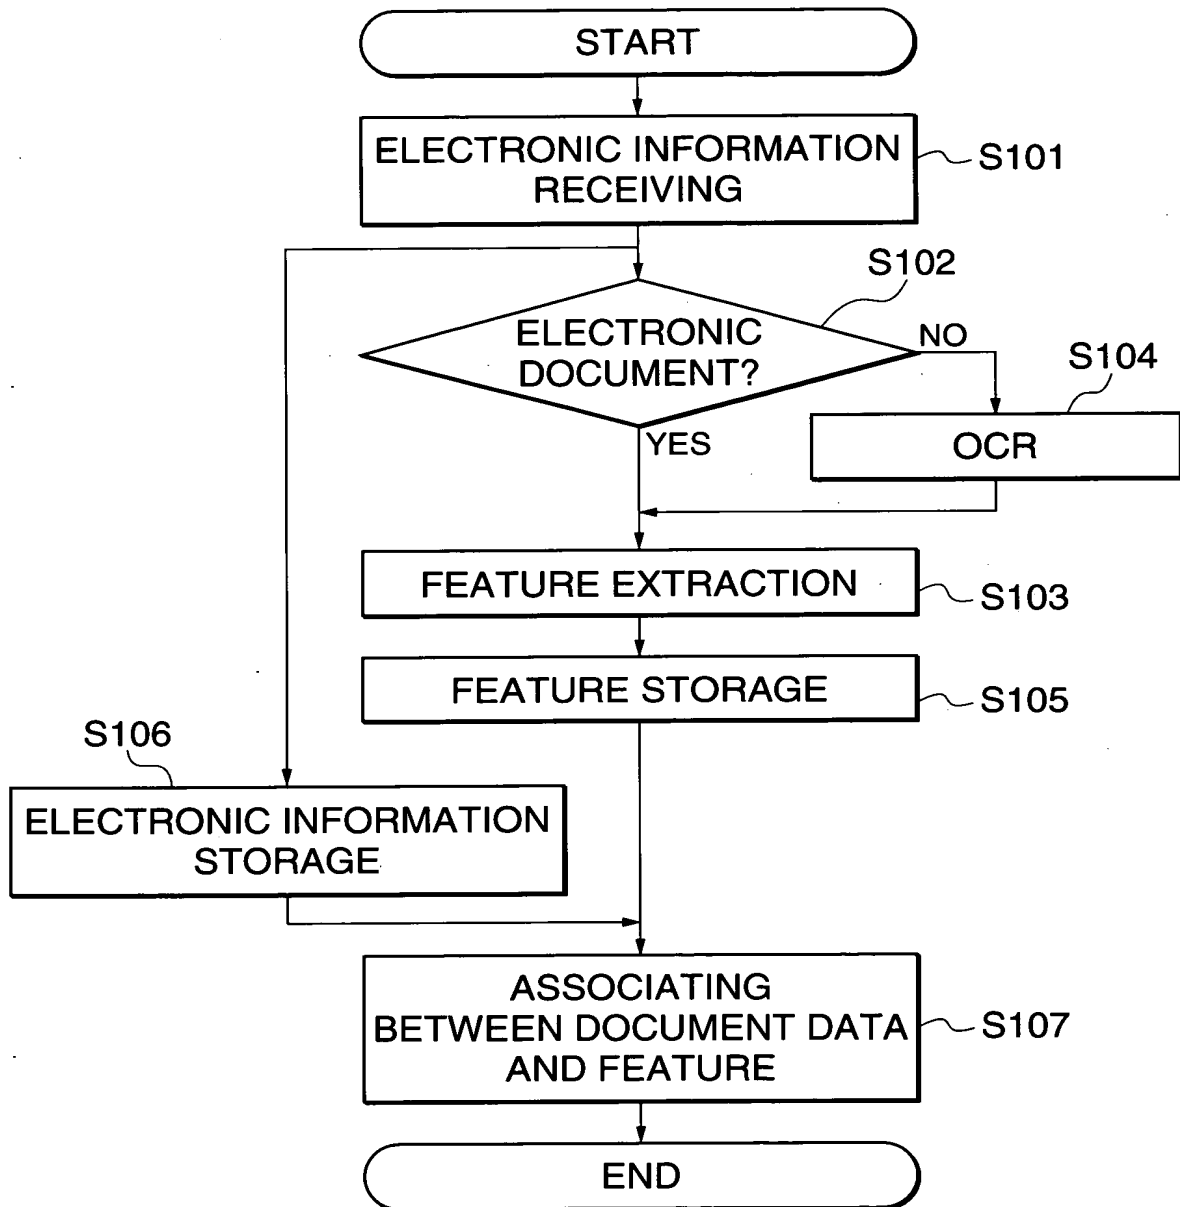 START
ELECTRONIC INFORMATION
RECEIVING
S101
S102
ELECTRONIC
DOCUMENT?
NO
YES
S104
OCR
FEATURE EXTRACTION
S103
FEATURE STORAGE
S105
S106
ELECTRONIC INFORMATION
STORAGE
ASSOCIATING
BETWEEN DOCUMENT DATA
AND FEATURE
S107
END